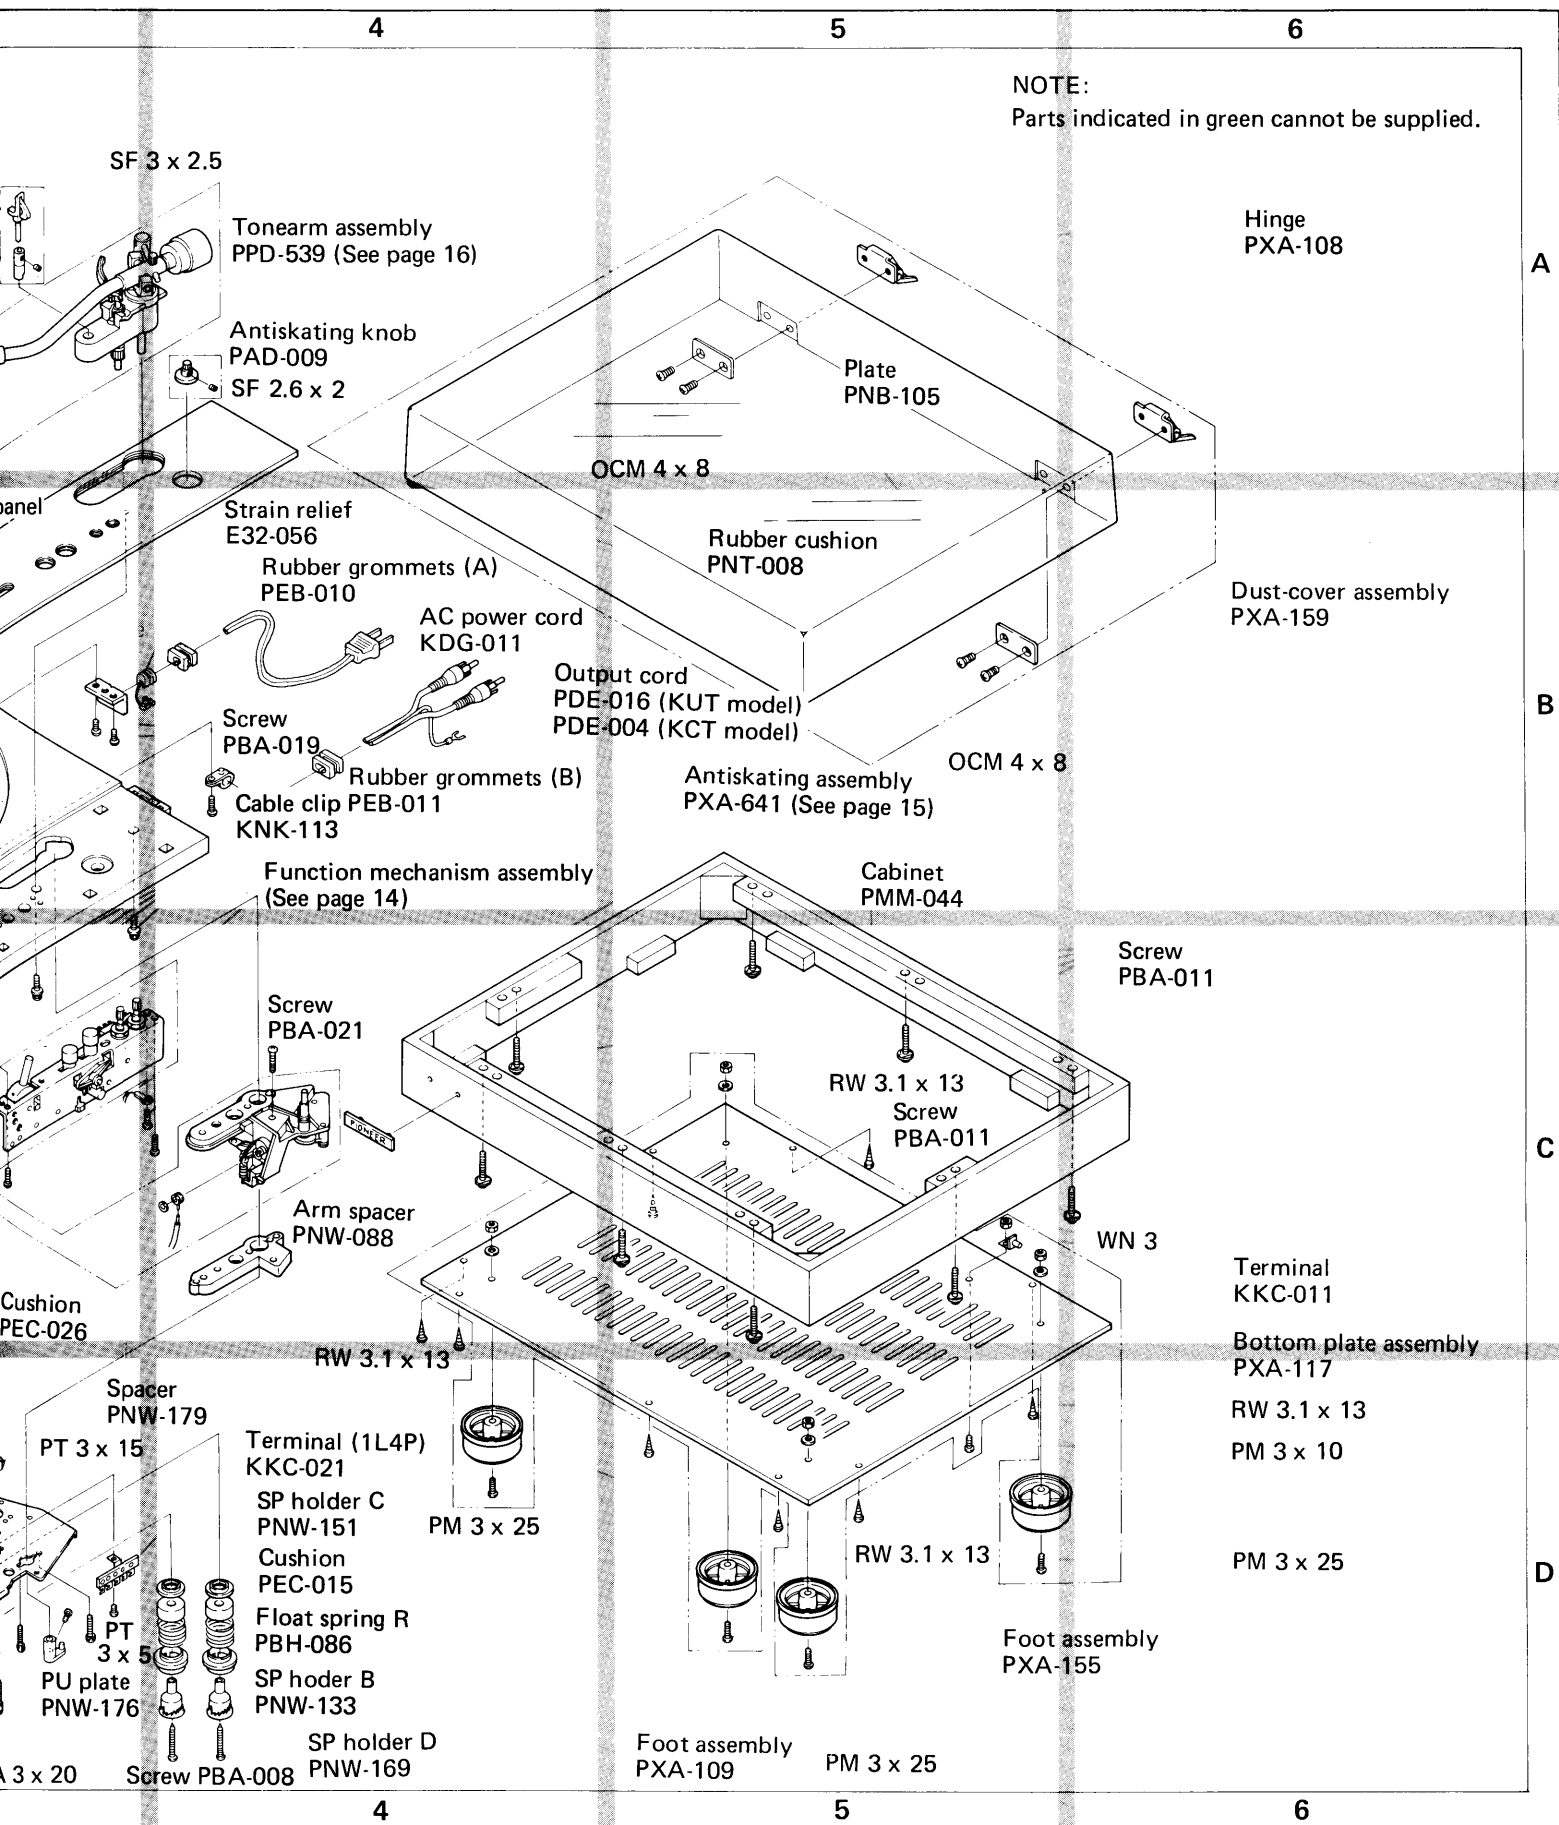 4
5
6
NOTE:
Parts indicated in green cannot be supplied.
SF 3 x 2.5
Tonearm assembly
PPD-539 (See page 16)
Hinge
PXA-108
A
Antiskating knob
PAD-009
SF 2.6 x 2
Plate
PNB-105
OCM 4 x 8
panel
Strain relief
E32-056
Rubber cushion
PNT-008
Rubber grommets (A)
PEB-010
AC power cord
KDG-011
Dust-cover assembly
PXA-159
Output cord
PDE-016 (KUT model)
PDE-004 (KCT model)
B
Screw
PBA-019
OCM 4 x 8
Rubber grommets (B)
PEB-011
Cable clip
KNK-113
Antiskating assembly
PXA-641 (See page 15)
Function mechanism assembly
(See page 14)
Cabinet
PMM-044
Screw
PBA-011
Screw
PBA-021
RW 3.1 x 13
Screw
PBA-011
PIONEER
C
Arm spacer
PNW-088
WN 3
Terminal
KKC-011
Cushion
PEC-026
Bottom plate assembly
PXA-117
RW 3.1 x 13
RW 3.1 x 13
PM 3 x 10
Spacer
PNW-179
PT 3 x 15
Terminal (1L4P)
KKC-021
SP holder C
PNW-151
PM 3 x 25
RW 3.1 x 13
PM 3 x 25
D
Cushion
PEC-015
Float spring R
PBH-086
PT
3 x 5
Foot assembly
PXA-155
PU plate
PNW-176
SP hoder B
PNW-133
SP holder D
PNW-169
Foot assembly
PXA-109
PM 3 x 25
3 x 20
Screw PBA-008
4
5
6